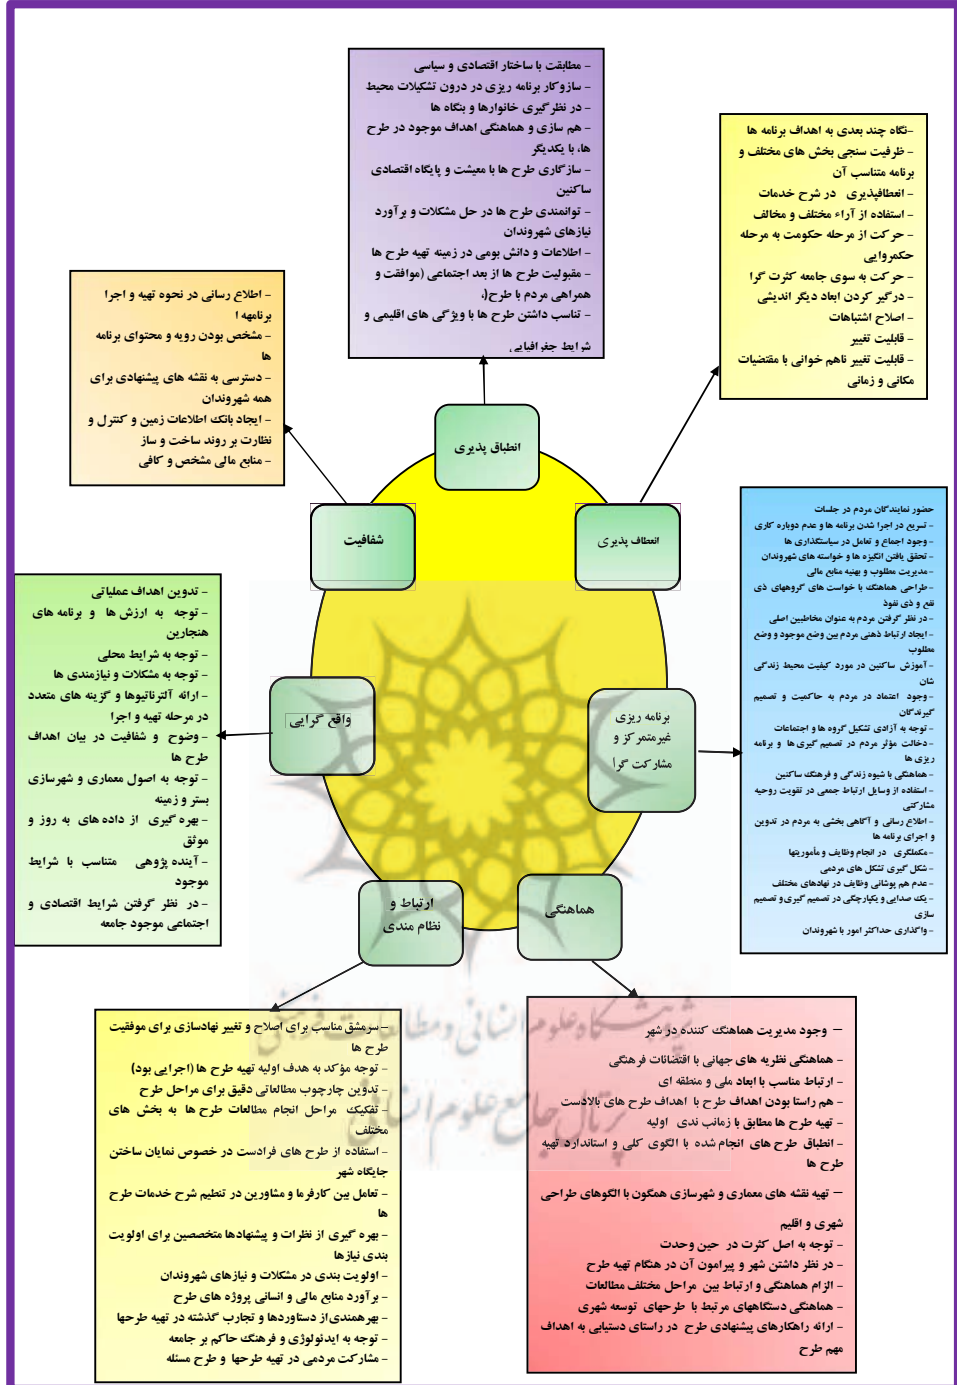 - مطابقت با ساختار اقتصادی و سیاسی
- سازوکار برنامه ریزی در درون تشکیلات محیط
- در نظرگیری خانوارها و بنگاه ها
- هم سازی و هماهنگی اهداف موجود در طرح
ها، با یکدیگر
- سازگاری طرح ها با معیشت و پایگاه اقتصادی
ساکنین
- توانمندی طرح ها در حل مشکلات و برآورد
نیازهای شهروندان
- اطلاعات و دانش بومی در زمینه تهیه طرح ها
- مقبولیت طرح ها از بعد اجتماعی (موافقت و
همراهی مردم با طرح(،
- تناسب داشتن طرح ها با ویژگی های اقلیمی و
شرایط جغرافیایی
-نگاه چند بعدی به اهداف برنامه ها
- ظرفیت سنجی بخش های مختلف و
برنامه متناسب آن
- انعطافپذیری در شرح خدمات
- استفاده از آراء مختلف و مخالف
- حرکت از مرحله حکومت به مرحله
حکمروایی
- حرکت به سوی جامعه کثرت گرا
- درگیر کردن ابعاد دیگر اندیشی
- اصلاح اشتباهات
- قابلیت تغییر
- قابلیت تغییر ناهم خوانی با مقتضیات
مکانی و زمانی
- اطلاع رسانی در نحوه تهیه و اجرا
برنامهه ا
- مشخص بودن رویه و محتوای برنامه
ها
- دسترسی به نقشه های پیشنهادی برای
همه شهروندان
- ایجاد بانک اطلاعات زمین و کنترل و
نظارت بر روند ساخت و ساز
- منابع مالی مشخص و کافی
انطباق پذیری
شفافیت
انعطاف پذیری
حضور نمایندگان مردم در جلسات
- تسریع در اجرا شدن برنامه ها و عدم دوباره کاری
- وجود اجماع و تعامل در سیاستگذاری ها
- تحقق یافتن انگیزه ها و خواسته های شهروندان
-مدیریت مطلوب و بهینه منابع مالی
-طراحی هماهنگ با خواست های گروههای ذی
نفع و ذی نفوذ
- در نظر گرفتن مردم به عنوان مخاطبین اصلی
- ایجاد ارتباط ذهنی مردم بین وضع موجود و وضع
مطلوب
- آموزش ساکنین در مورد کیفیت محیط زندگی
شان
- وجود اعتماد در مردم به حاکمیت و تصمیم
گیرندگان
- توجه به آزادی تشکیل گروه ها و اجتماعات
- دخالت مؤثر مردم در تصمیم گیری ها و برنامه
ریزی ها
- هماهنگی با شیوه زندگی و فرهنگ ساکنین
- استفاده از وسایل ارتباط جمعی در تقویت روحیه
مشارکتی
- اطلاع رسانی و آگاهی بخشی به مردم در تدوین
و اجرای برنامه ها
- مکملگری در انجام وظایف و مأموریتها
- شکل گیری تشکل های مردمی
- عدم هم پوشانی وظایف در نهادهای مختلف
- یک صدایی و یکپارچگی در تصمیم گیری و تصمیم
سازی
- واگذاری حداکثر امور با شهروندان
- تدوین اهداف عملیاتی
- توجه به ارزش ها و برنامه های
هنجارین
- توجه به شرایط محلی
- توجه به مشکلات و نیازمندی ها
- ارائه آلترناتیوها و گزینه های متعدد
در مرحله تهیه و اجرا
- وضوح و شفافیت در بیان اهداف
طرح ها
- توجه به اصول معماری و شهرسازی
بستر و زمینه
- بهره گیری از داده های به روز و
موثق
- آینده پژوهی متناسب با شرایط
موجود
- در نظر گرفتن شرایط اقتصادی و
اجتماعی موجود جامعه
واقع گرایی
برنامه ریزی
غیرمتمرکز و
مشارکت گرا
ارتباط و
نظام مندی
هماهنگی
- سرمشق مناسب برای اصلاح و تغییر نهادسازی برای موفقیت
طرح ها
- توجه مؤکد به هدف اولیه تهیه طرح ها (اجرایی بود)
- تدوین چارچوب مطالعاتی دقیق برای مراحل طرح
- تفکیک مراحل انجام مطالعات طرح ها به بخش های
مختلف
- استفاده از طرح های فرادست در خصوص نمایان ساختن
جایگاه شهر
- تعامل بین کارفرما و مشاورین در تنظیم شرح خدمات طرح
ها
- بهره گیری از نظرات و پیشنهادها متخصصین برای اولویت
بندی نیازها
- اولویت بندی در مشکلات و نیازهای شهروندان
- برآورد منابع مالی و انسانی پروژه های طرح
- بهرهمندی از دستاوردها و تجارب گذشته در تهیه طرحها
- توجه به ایدئولوژی و فرهنگ حاکم بر جامعه
- مشارکت مردمی در تهیه طرحها و طرح مسئله
- وجود مدیریت هماهنگ کننده در شهر
- هماهنگی نظریه های جهانی با اقتضائات فرهنگی
- ارتباط مناسب با ابعاد ملی و منطقه ای
- هم راستا بودن اهداف طرح با اهداف طرح های بالادست
- تهیه طرح ها مطابق با زمانب ندی اولیه
- انطباق طرح های انجام شده با الگوی کلی و استاندارد تهیه
طرح ها
- تهیه نقشه های معماری و شهرسازی همگون با الگوهای طراحی
شهری و اقلیم
- توجه به اصل کثرت در حین وحدت
- در نظر داشتن شهر و پیرامون آن در هنگام تهیه طرح
- الزام هماهنگی و ارتباط بین مراحل مختلف مطالعات
- هماهنگی دستگاههای مرتبط با طرحهای توسعه شهری
- ارائه راهکارهای پیشنهادی طرح در راستای دستیابی به اهداف
مهم طرح
پژوهشگاه علوم انسانی و مطالعات فرهنگی
پرتال جامع علوم انسانی